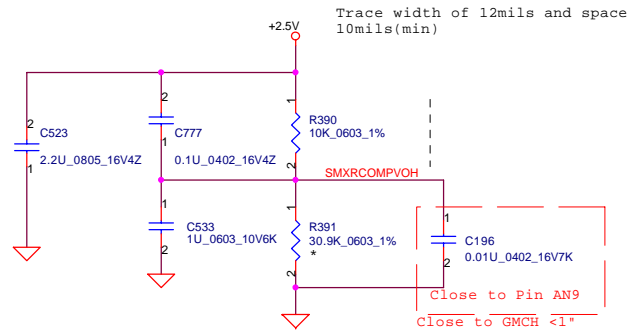 Trace width of 12mils and space
10mils(min)
+2.5V
2
C523
2.2U_0805_16V4Z
1
2
C777
1
0.1U_0402_16V4Z
1
R390
10K_0603_1%
2
SMXRCOMPVOH
1
C533
1U_0603_10V6K
2
1
R391
30.9K_0603_1%
*
2
1
C196
2
0.01U_0402_16V7K
Close to Pin AN9
Close to GMCH <1"